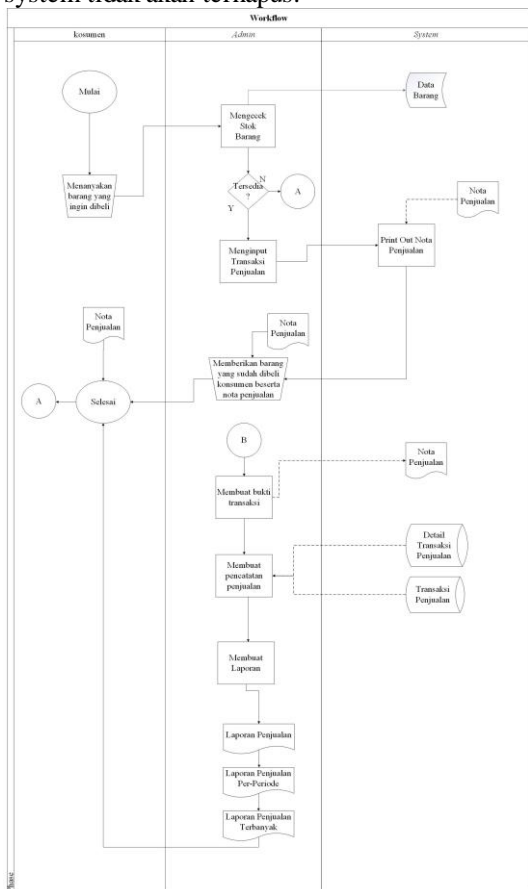 system tidak akan terhapus.
Workflow
kosumen
Admin
System
Mulai
Mengecek
Stok
Barang
Data
Barang
Menanyakan
barang yang
ingin dibeli
N
Tersedia
?
A
Y
Nota
Penjualan
Menginput
Transaksi
Penjualan
Print Out Nota
Penjualan
Nota
Penjualan
Nota
Penjualan
Memberikan barang
yang sudah dibeli
konsumen beserta
nota penjualan
A
Selesai
B
Nota
Penjualan
Membuat bukti
transaksi
Detail
Transaksi
Penjualan
Membuat
pencatatan
penjualan
Transaksi
Penjualan
Membuat
Laporan
Laporan Penjualan
Laporan Penjualan
Per-Periode
Laporan Penjualan
Terbanyak